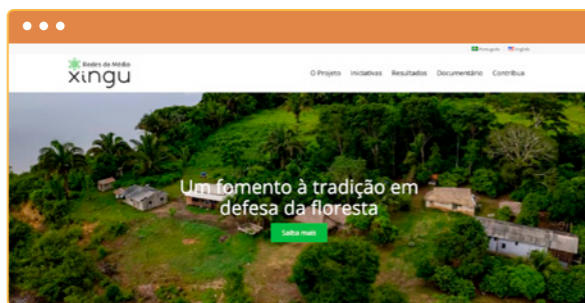 Português English
Redes do Médio
xingu
O Projeto Iniciativas Resultados Documentário Contribua
Um fomento à tradição em
defesa da floresta
Saiba mais